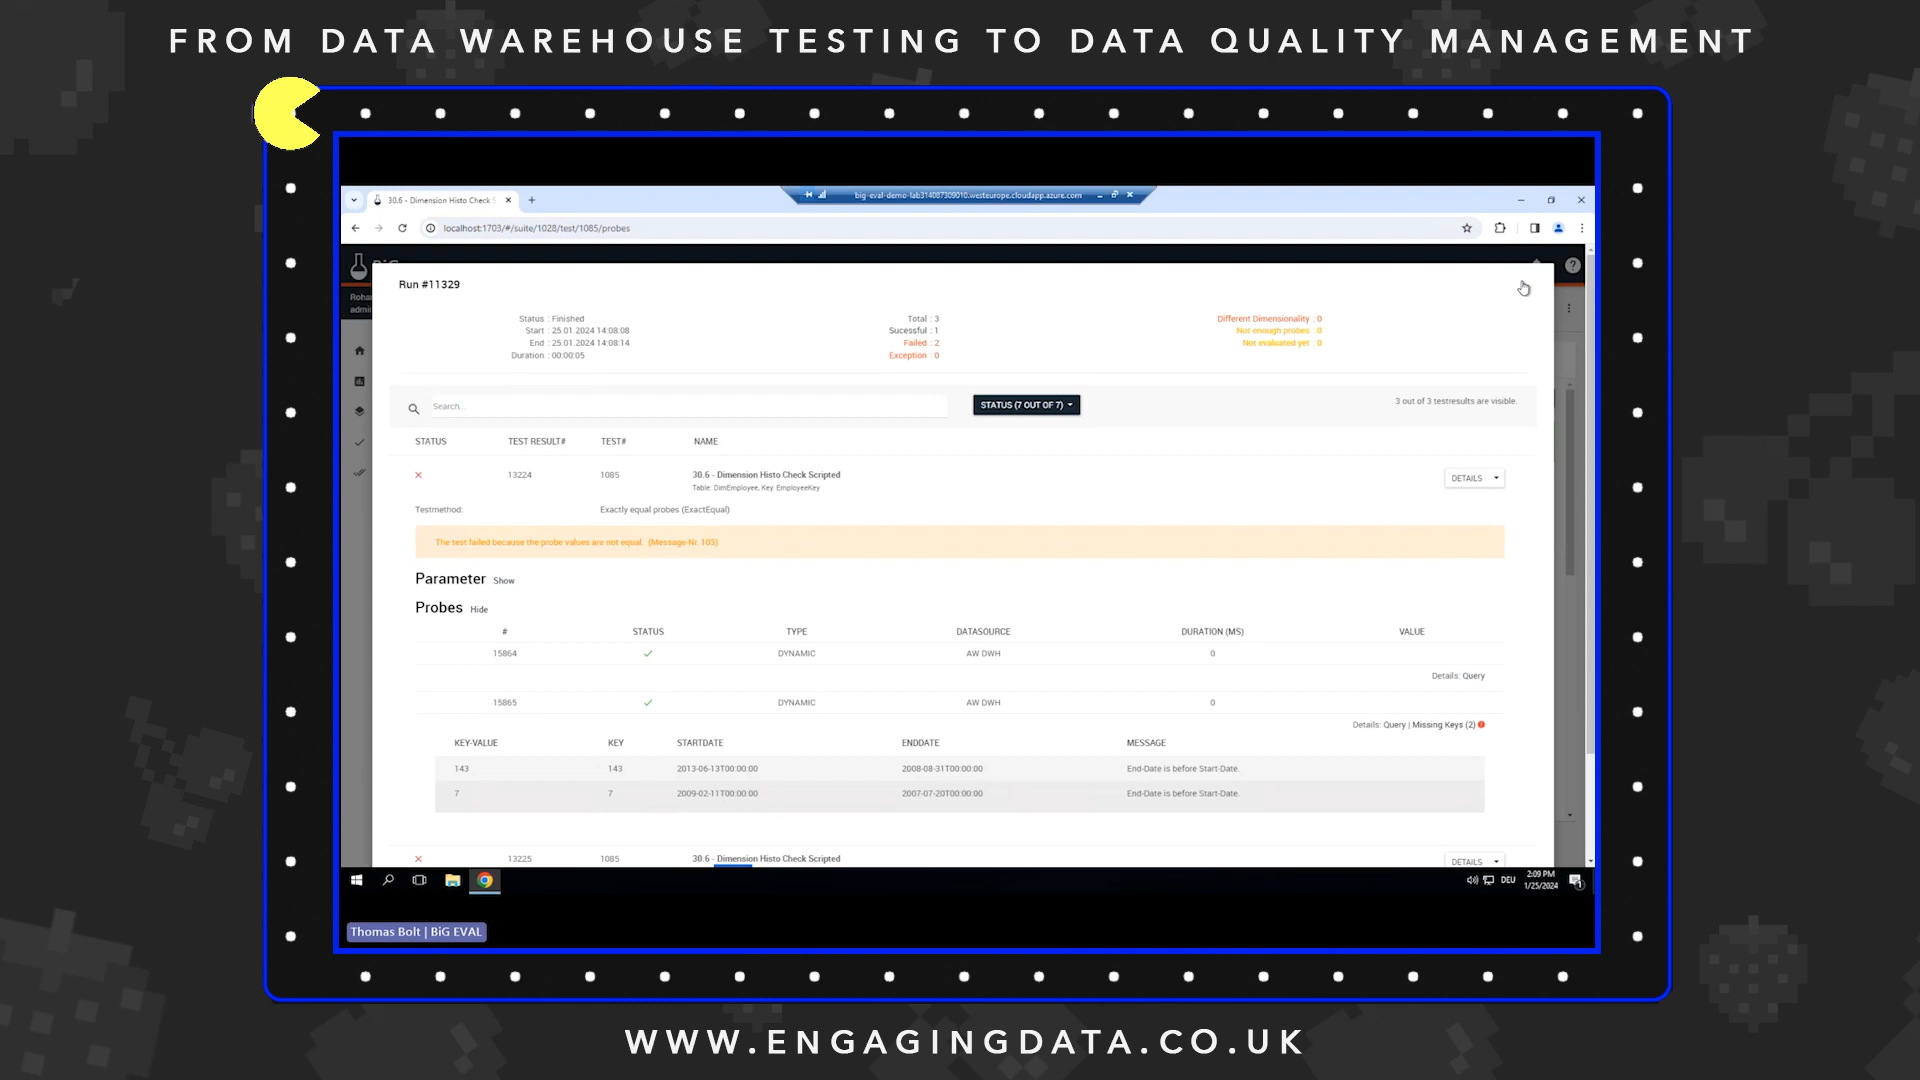 FROM DATA WAREHOUSE TESTING TO DATA QUALITY MANAGEMENT
30.6 - Dimension Histo Check S
big-eval-demo-lab314087309010.westeurope.cloudapp.azure.com
localhost:1703/#/suite/1028/test/1085/probes
BiG
Roha
admin
Run #11329
Status : Finished
Start : 25.01.2024 14:08:08
End : 25.01.2024 14:08:14
Duration : 00:00:05
Total : 3
Sucessful : 1
Failed : 2
Exception : 0
Different Dimensionality : 0
Not enough probes : 0
Not evaluated yet : 0
Search...
STATUS (7 OUT OF 7)
3 out of 3 testresults are visible.
STATUS TEST RESULT# TEST# NAME
13224 1085 30.6 - Dimension Histo Check Scripted
Table: DimEmployee, Key: EmployeeKey
DETAILS
Testmethod: Exactly equal probes (ExactEqual)
The test failed because the probe values are not equal. (Message-Nr. 103)
Parameter Show
Probes Hide
# STATUS TYPE DATASOURCE DURATION (MS) VALUE
15864 DYNAMIC AW DWH 0
Details: Query
15865 DYNAMIC AW DWH 0
Details: Query | Missing Keys (2)
KEY-VALUE KEY STARTDATE ENDDATE MESSAGE
143 143 2013-06-13T00:00:00 2008-08-31T00:00:00 End-Date is before Start-Date.
7 7 2009-02-11T00:00:00 2007-07-20T00:00:00 End-Date is before Start-Date.
13225 1085 30.6 - Dimension Histo Check Scripted DETAILS
DEU
2:09 PM
1/25/2024
1
Thomas Bolt | BiG EVAL
WWW.ENGAGINGDATA.CO.UK